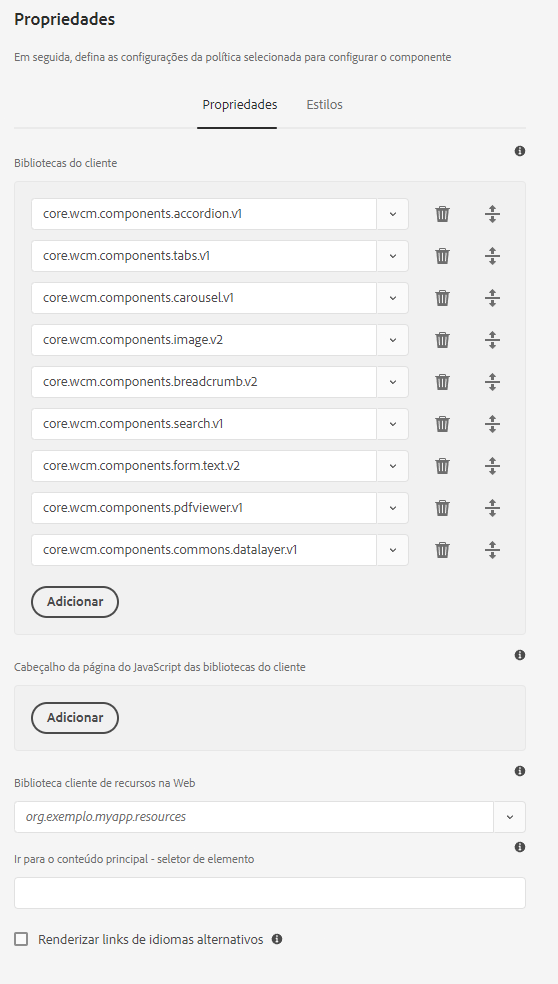 Propriedades
Em seguida, defina as configurações da política selecionada para configurar o componente
Propriedades
Estilos
Bibliotecas do cliente
core.wcm.components.accordion.v1
core.wcm.components.tabs.v1
core.wcm.components.carousel.v1
core.wcm.components.image.v2
core.wcm.components.breadcrumb.v2
core.wcm.components.search.v1
core.wcm.components.form.text.v2
core.wcm.components.pdfviewer.v1
core.wcm.components.commons.datalayer.v1
Adicionar
Cabeçalho da página do JavaScript das bibliotecas do cliente
Adicionar
Biblioteca cliente de recursos na Web
org.exemplo.myapp.resources
Ir para o conteúdo principal - seletor de elemento
Renderizar links de idiomas alternativos